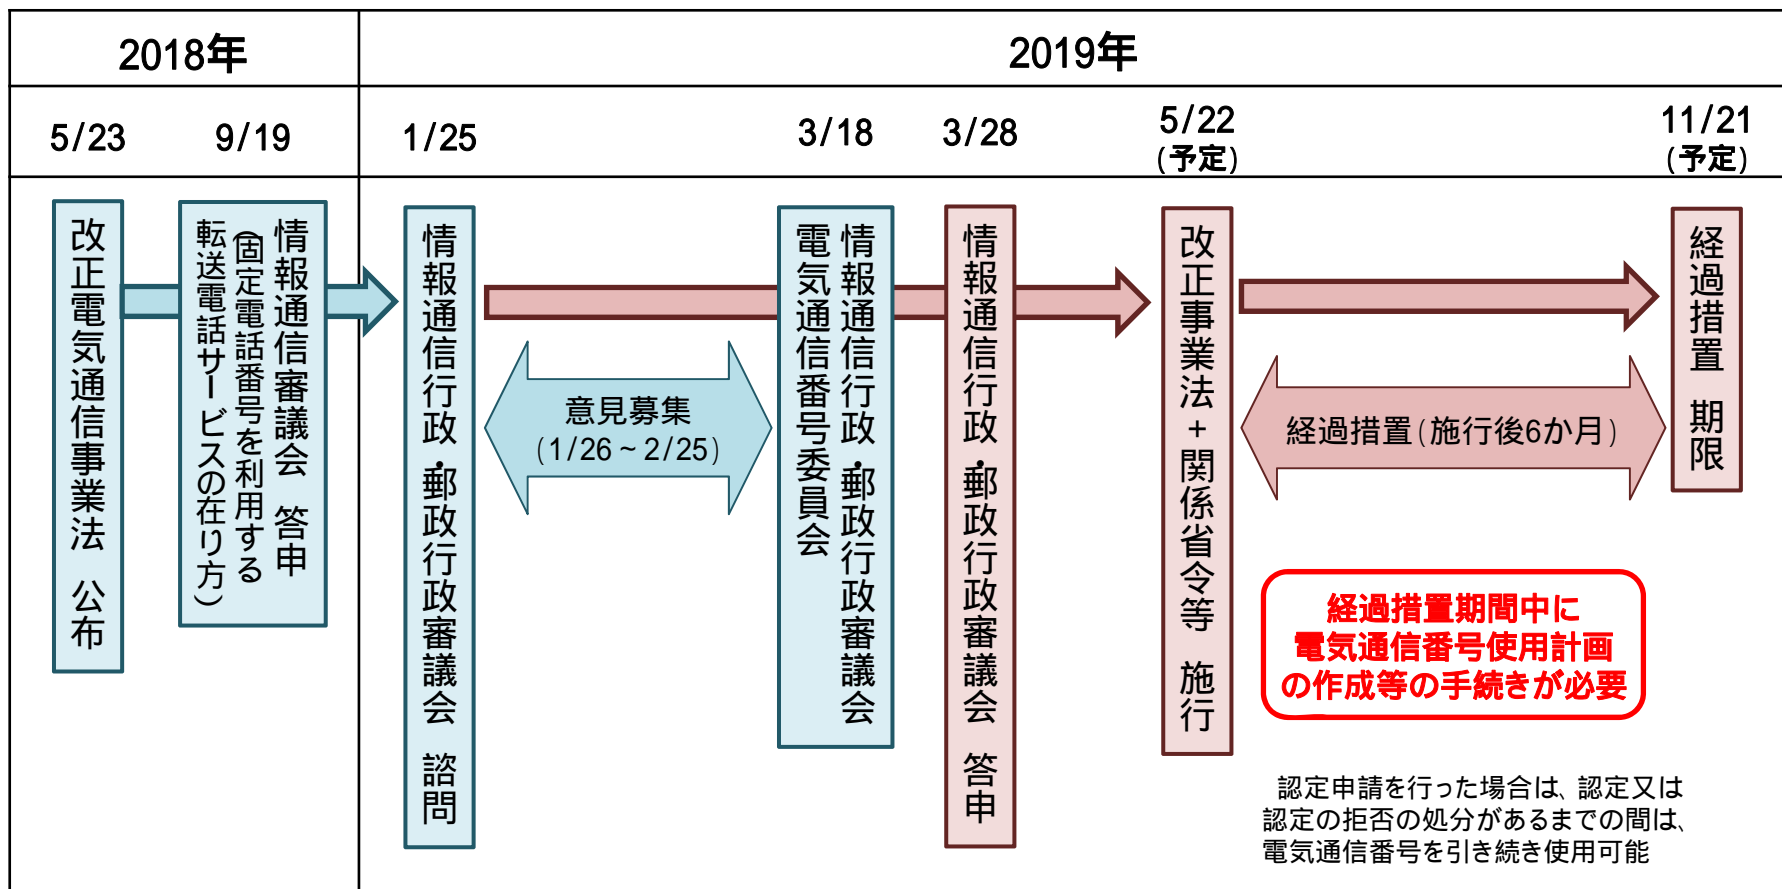 2018年
2019年
5/23
9/19
1/25
3/18
3/28
5/22
(予定)
11/21
(予定)
改正電気通信事業法　公布
情報通信審議会　答申
(固定電話番号を利用する
転送電話サービスの在り方)
情報通信行政・郵政行政審議会　諮問
意見募集
(1/26～2/25)
情報通信行政・郵政行政審議会
電気通信番号委員会
情報通信行政・郵政行政審議会　答申
改正事業法+関係省令等　施行
経過措置(施行後6か月)
経過措置　期限
経過措置期間中に
電気通信番号使用計画
の作成等の手続きが必要
認定申請を行った場合は、認定又は
認定の拒否の処分があるまでの間は、
電気通信番号を引き続き使用可能